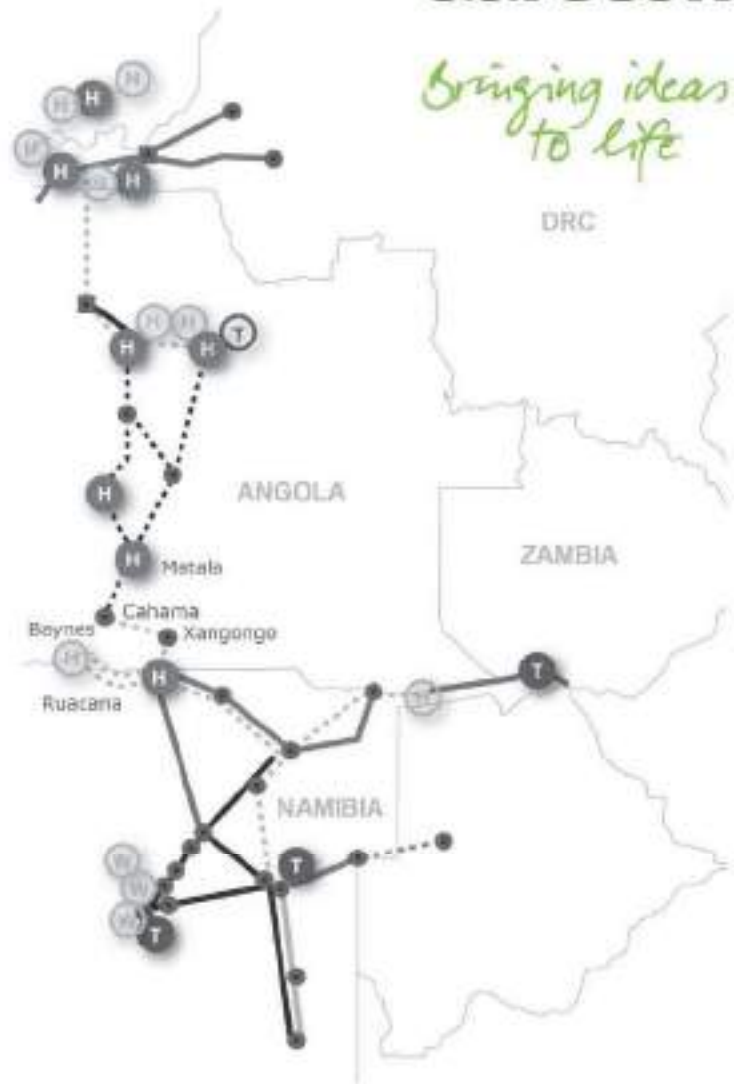 Bringing ideas
to life
H
H
H
H
H
H
DRC
H
H
T
H
H
ANGOLA
H
ZAMBIA
H
Matala
Cahama
Baynes
Xangongo
H
H
T
Ruacana
NAMIBIA
T
W
W
W
T